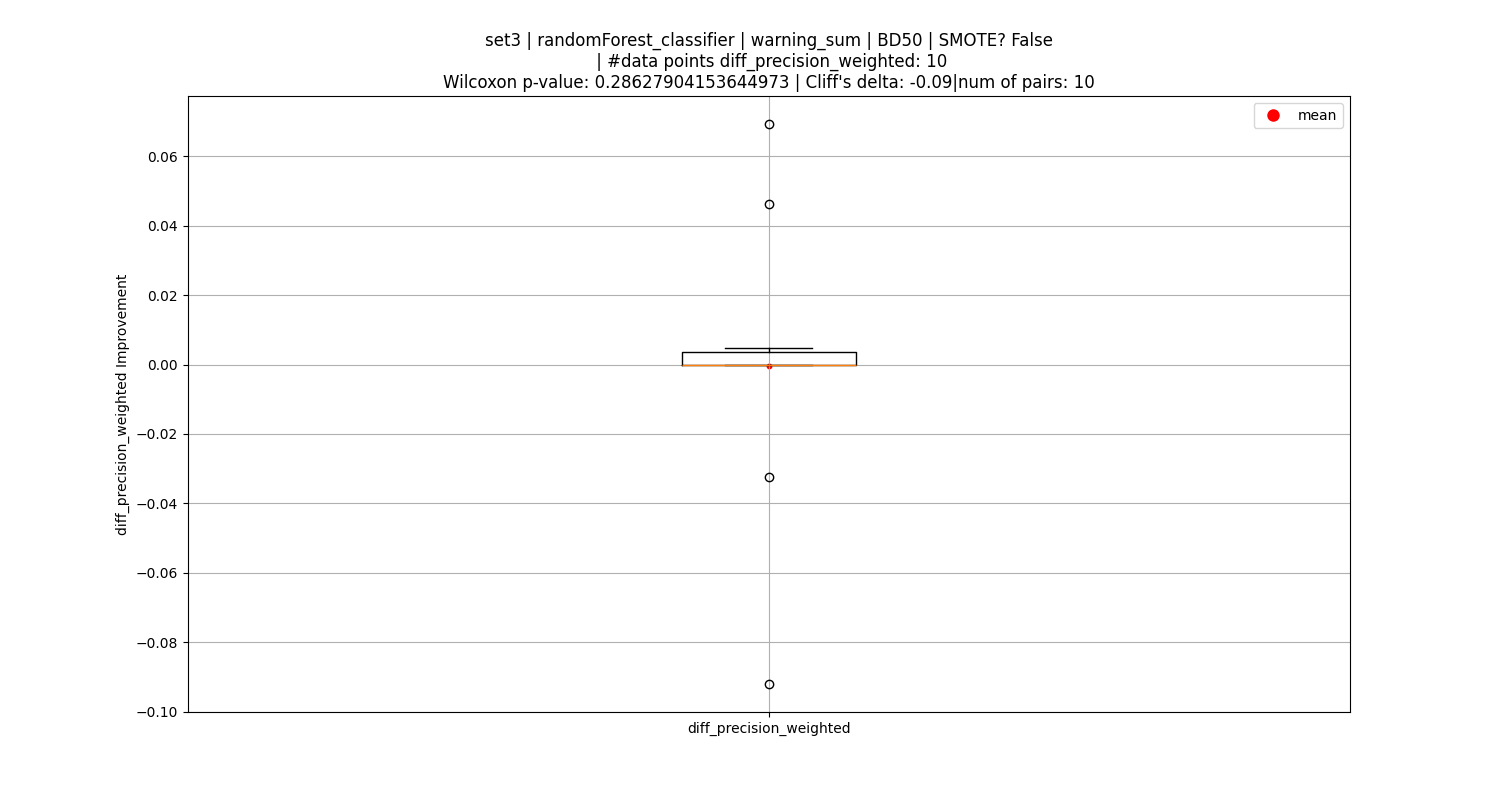 set3 | randomForest_classifier | warning_sum | BD50 | SMOTE? False
| #data points diff_precision_weighted: 10
Wilcoxon p-value: 0.28627904153644973 | Cliff's delta: -0.09|num of pairs: 10
mean
0.06
0.04
0.02
0.00
−0.02
−0.04
−0.06
−0.08
−0.10
diff_precision_weighted Improvement
diff_precision_weighted